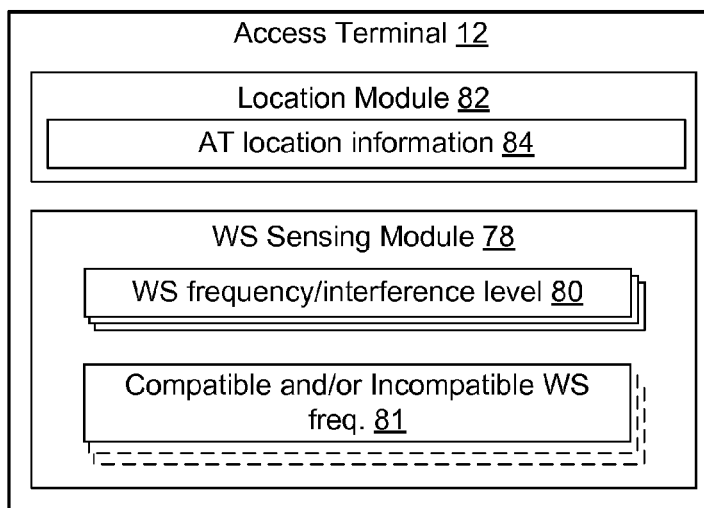 Access Terminal 12
Location Module 82
AT location information 84
WS Sensing Module 78
WS frequency/interference level 80
Compatible and/or Incompatible WS
freq. 81